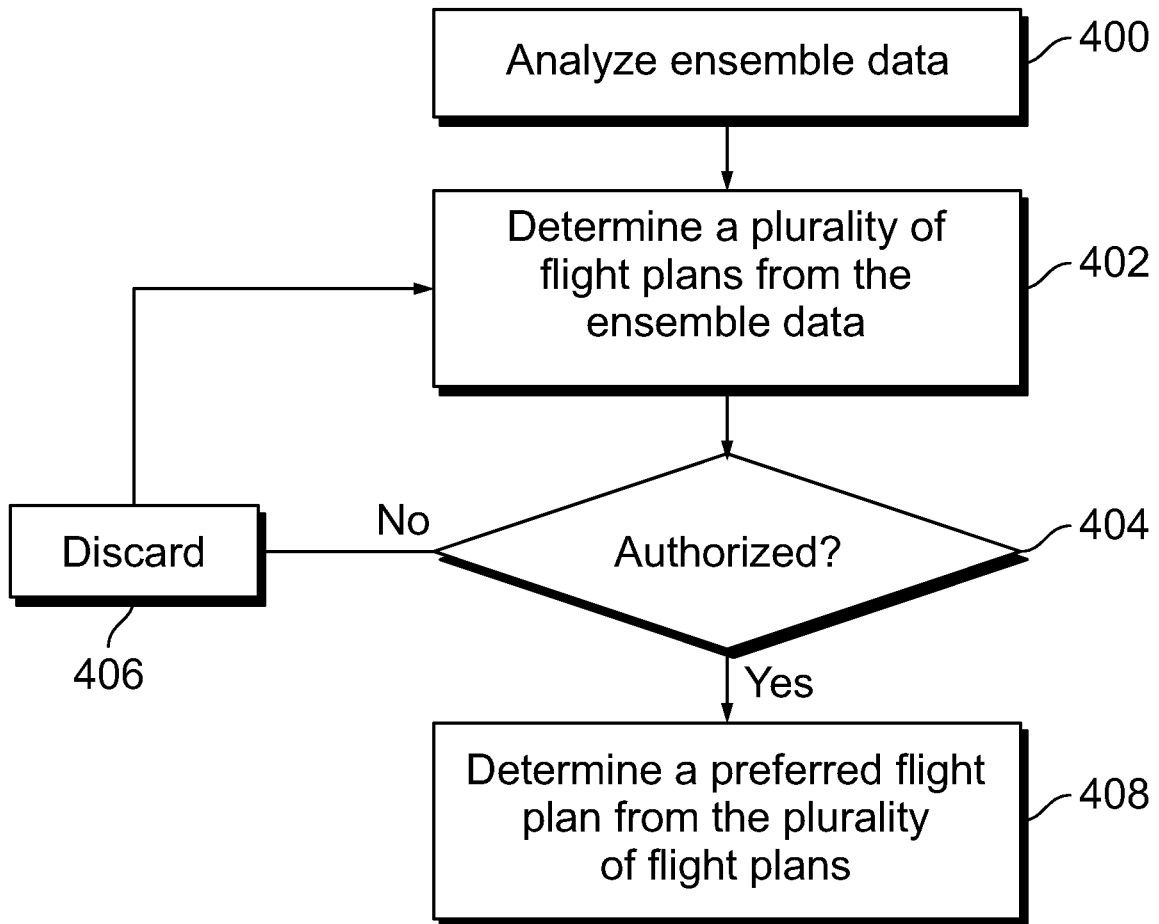 Analyze ensemble data
400
Determine a plurality of
flight plans from the
ensemble data
402
Authorized?
404
No
Discard
406
Yes
Determine a preferred flight
plan from the plurality
of flight plans
408